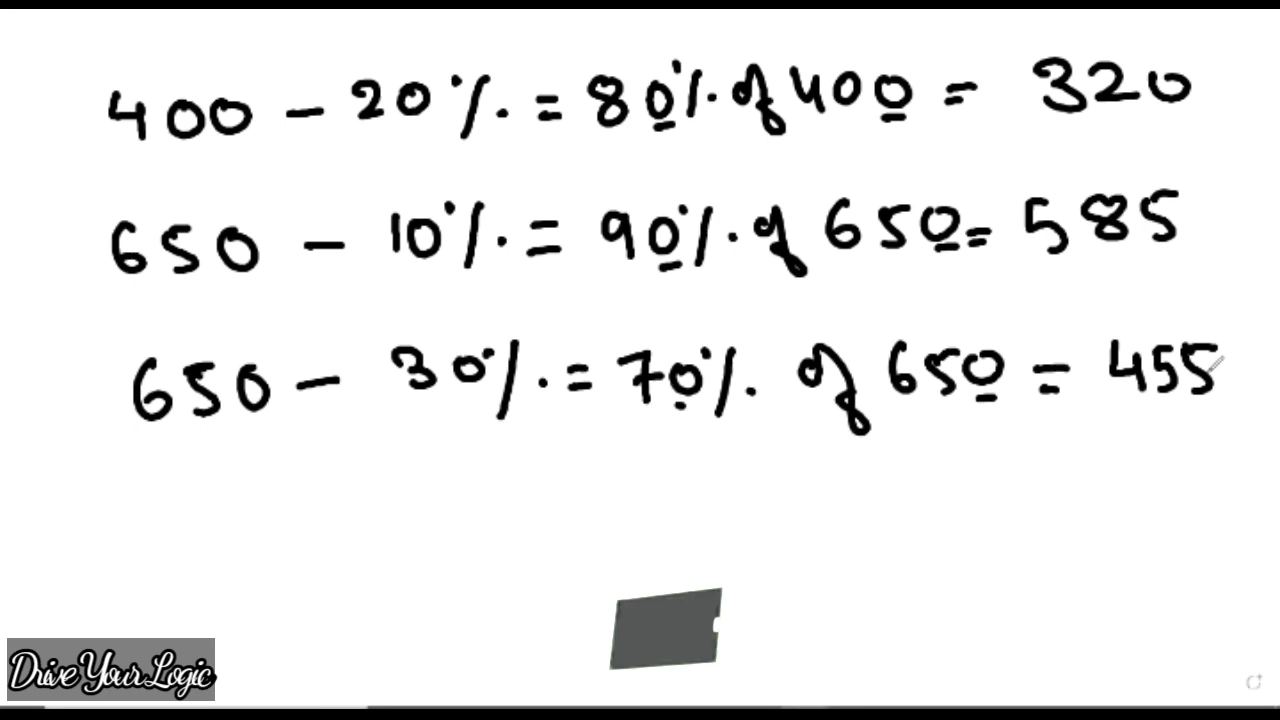 400 - 20% = 80% of 400 = 320
650 - 10% = 90% of 650 = 585
650 - 30% = 70% of 650 = 455
Drive Your Logic